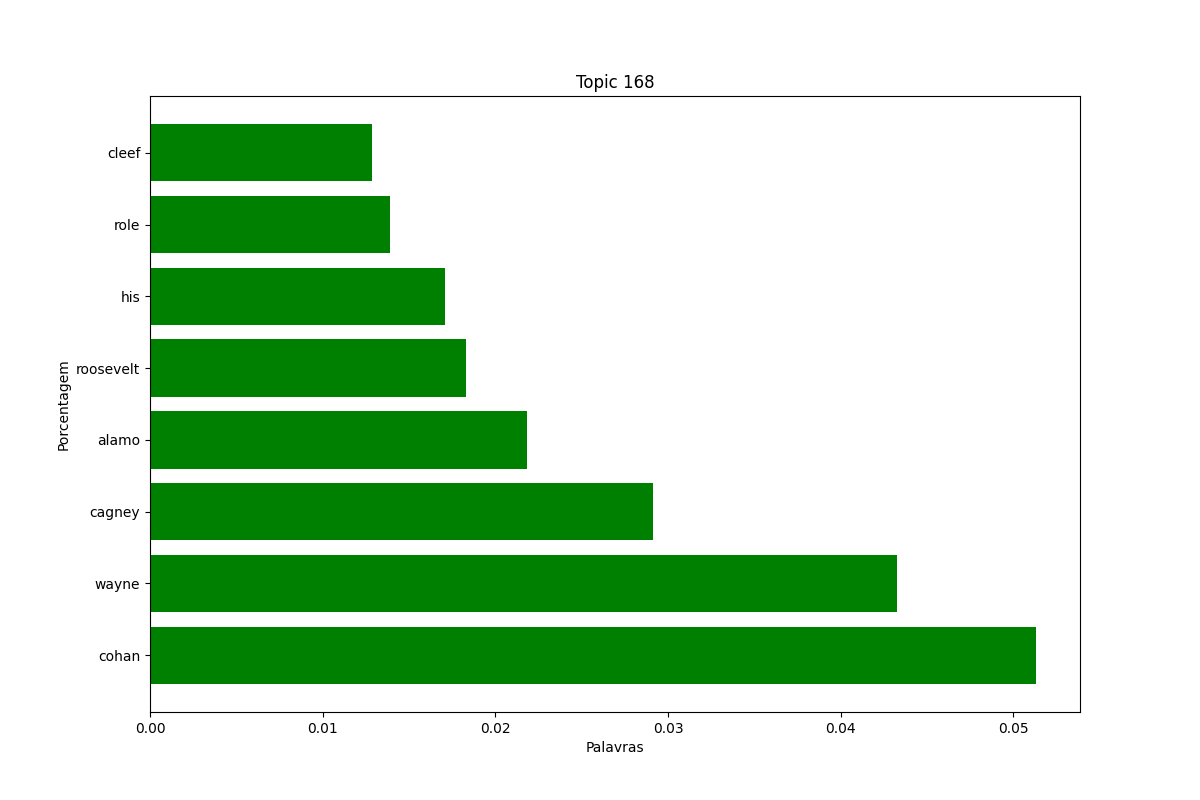 Topic 168
Porcentagem
cleef
role
his
roosevelt
alamo
cagney
wayne
cohan
0.00 0.01 0.02 0.03 0.04 0.05
Palavras